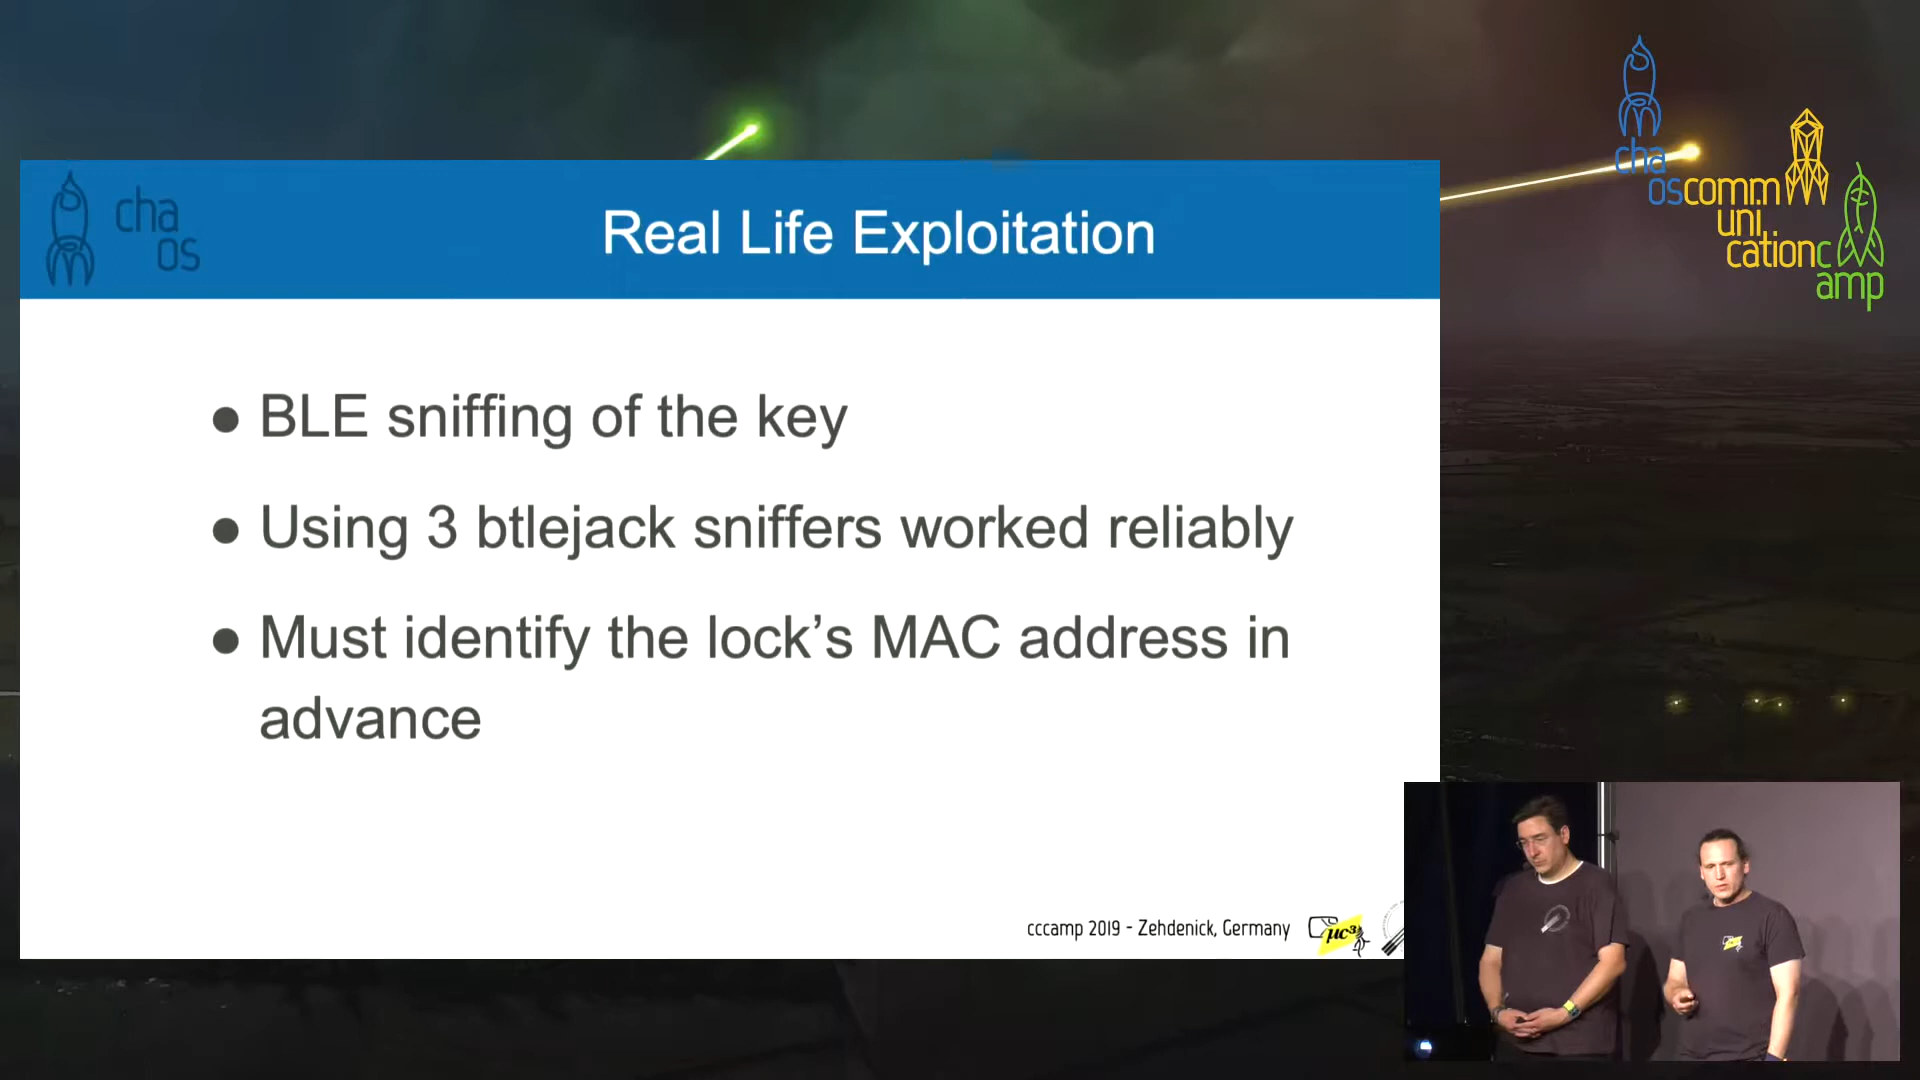 cha
os
Real Life Exploitation
● BLE sniffing of the key
● Using 3 btlejack sniffers worked reliably
● Must identify the lock’s MAC address in
advance
cccamp 2019 - Zehdenick, Germany
µc³
cha
oscomm
uni
cationc
amp